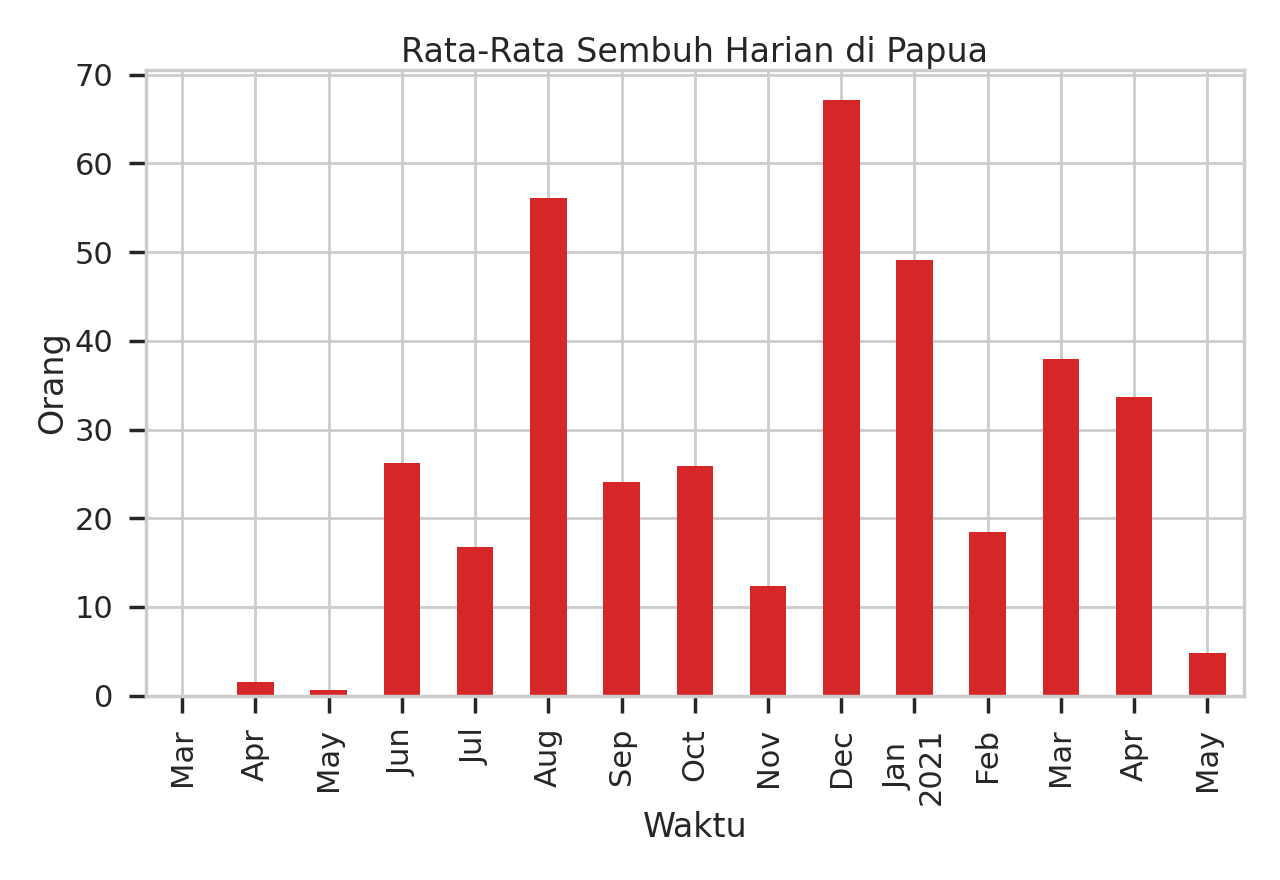 Rata-Rata Sembuh Harian di Papua
70
60
50
40
30
20
10
0
Orang
Mar
Apr
May
Jun
Jul
Aug
Sep
Oct
Nov
Dec
Jan
2021
Feb
Mar
Apr
May
Waktu